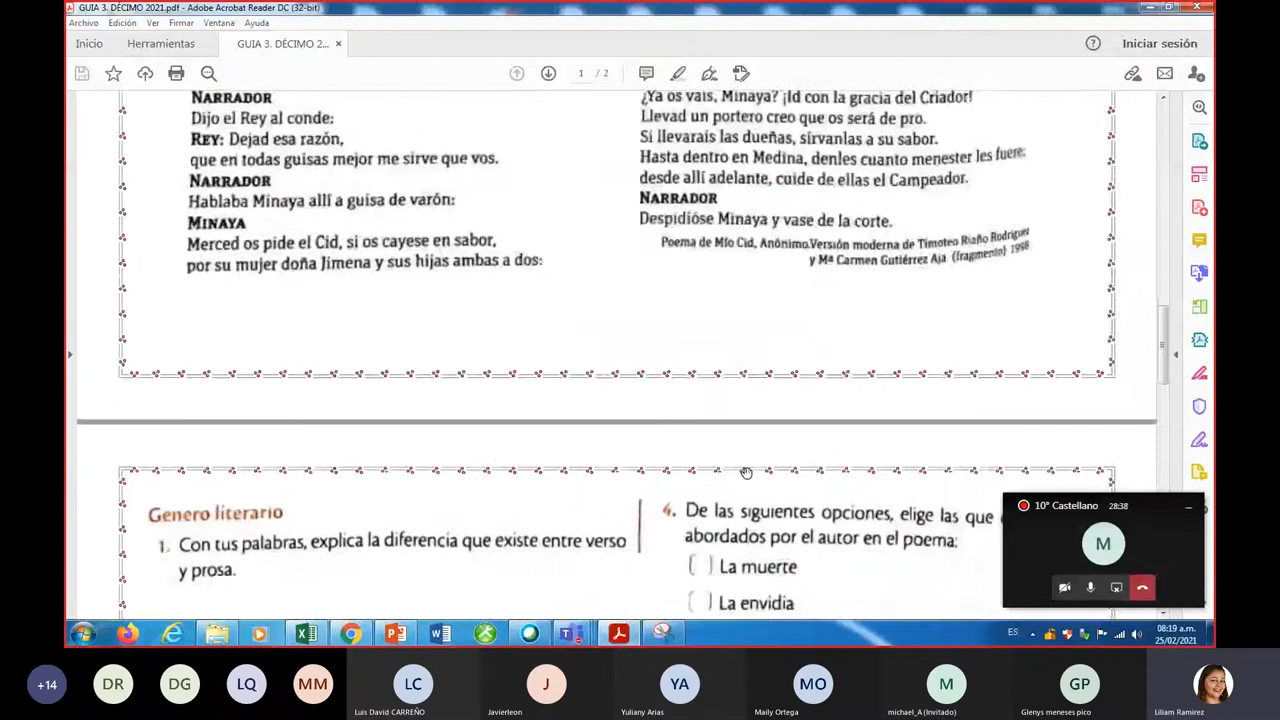 GUIA 3. DÉCIMO 2021.pdf - Adobe Acrobat Reader DC (32-bit)
Archivo Edición Ver Firmar Ventana Ayuda
Inicio Herramientas GUIA 3. DÉCIMO 2... × Iniciar sesión
1 / 2
NARRADOR
Dijo el Rey al conde:
REY: Dejad esa razón,
que en todas guisas mejor me sirve que vos.
NARRADOR
Hablaba Minaya allí a guisa de varón:
MINAYA
Merced os pide el Cid, si os cayese en sabor,
por su mujer doña Jimena y sus hijas ambas a dos:
¿Ya os vais, Minaya? ¡Id con la gracia del Criador!
Llevad un portero creo que os será de pro.
Si llevarais las dueñas, sírvanlas a su sabor.
Hasta dentro en Medina, denles cuanto menester les fuere;
desde allí adelante, cuide de ellas el Campeador.
NARRADOR
Despidióse Minaya y vase de la corte.
Poema de Mío Cid, Anónimo.Versión moderna de Timoteo Riaño Rodríguez
y Mª Carmen Gutiérrez Aja. (fragmento) 1998
Genero literario
1. Con tus palabras, explica la diferencia que existe entre verso
y prosa.
4. De las siguientes opciones, elige las que
abordados por el autor en el poema:
( ) La muerte
( ) La envidia
10° Castellano 28:38
M
ES
08:19 a.m.
25/02/2021
+14 DR DG LQ MM LC J YA MO M GP
Luis David CARREÑO Javierleon Yuliany Arias Maily Ortega michael_A (Invitado) Glenys meneses pico Liliam Ramirez